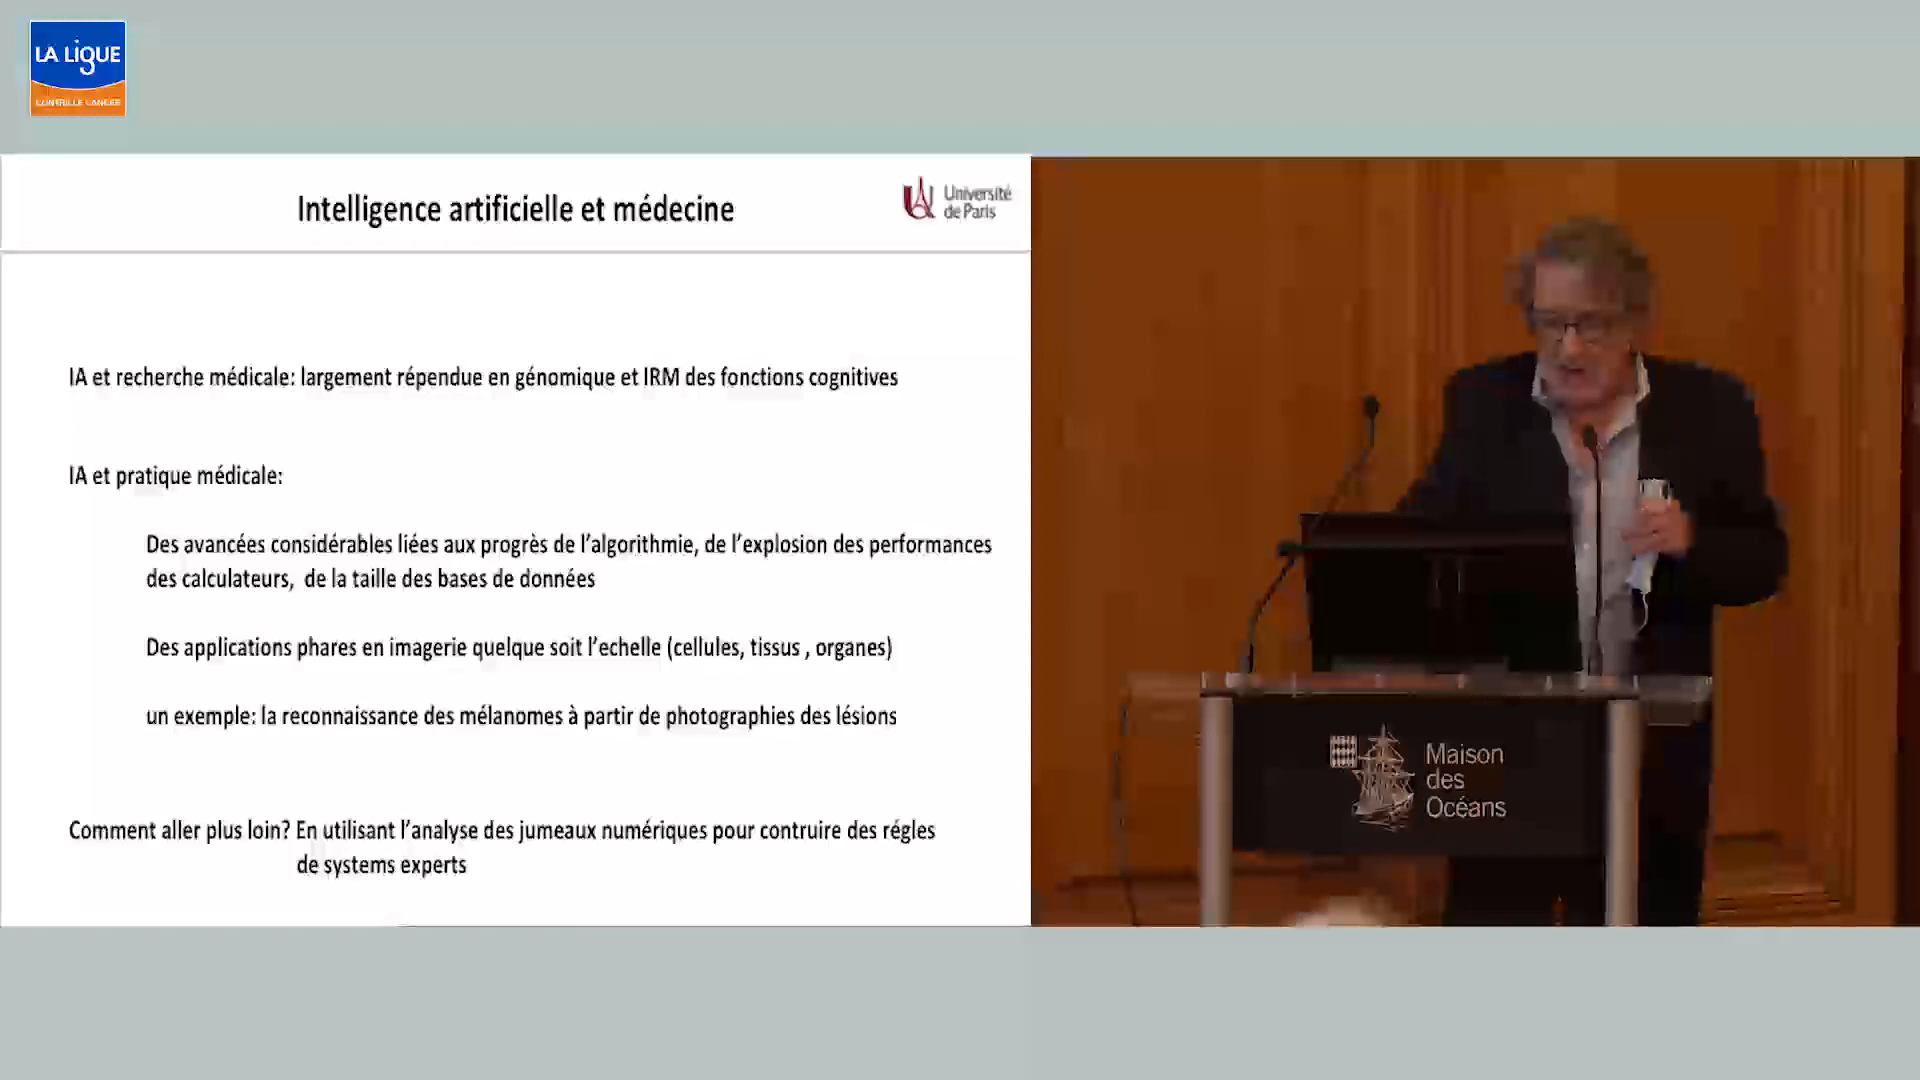 LA LIGUE
CONTRE LE CANCER
Intelligence artificielle et médecine
Université
de Paris
IA et recherche médicale: largement répendue en génomique et IRM des fonctions cognitives
IA et pratique médicale:
Des avancées considérables liées aux progrès de l'algorithmie, de l'explosion des performances
des calculateurs, de la taille des bases de données
Des applications phares en imagerie quelque soit l'echelle (cellules, tissus , organes)
un exemple: la reconnaissance des mélanomes à partir de photographies des lésions
Comment aller plus loin? En utilisant l'analyse des jumeaux numériques pour contruire des régles
de systems experts
Maison
des
Océans